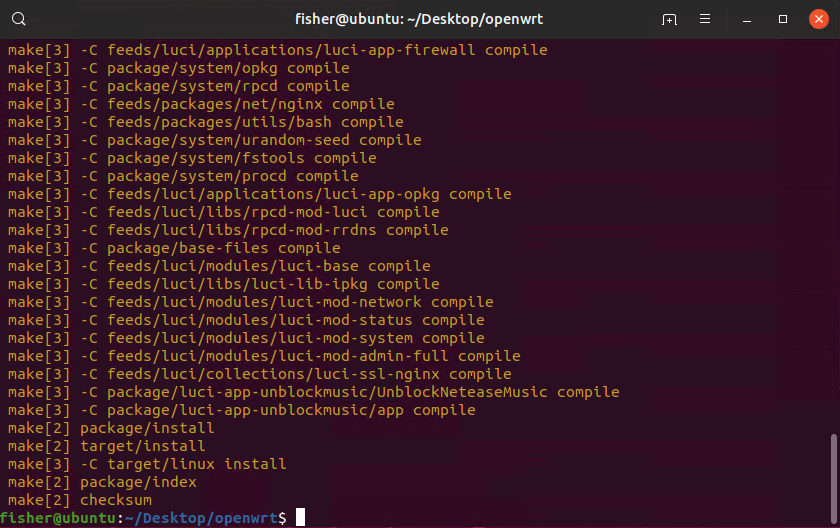 fisher@ubuntu: ~/Desktop/openwrt
make[3] -C feeds/luci/applications/luci-app-firewall compile
make[3] -C package/system/opkg compile
make[3] -C package/system/rpcd compile
make[3] -C feeds/packages/net/nginx compile
make[3] -C feeds/packages/utils/bash compile
make[3] -C package/system/urandom-seed compile
make[3] -C package/system/fstools compile
make[3] -C package/system/procd compile
make[3] -C feeds/luci/applications/luci-app-opkg compile
make[3] -C feeds/luci/libs/rpcd-mod-luci compile
make[3] -C feeds/luci/libs/rpcd-mod-rrdns compile
make[3] -C package/base-files compile
make[3] -C feeds/luci/modules/luci-base compile
make[3] -C feeds/luci/libs/luci-lib-ipkg compile
make[3] -C feeds/luci/modules/luci-mod-network compile
make[3] -C feeds/luci/modules/luci-mod-status compile
make[3] -C feeds/luci/modules/luci-mod-system compile
make[3] -C feeds/luci/modules/luci-mod-admin-full compile
make[3] -C feeds/luci/collections/luci-ssl-nginx compile
make[3] -C package/luci-app-unblockmusic/UnblockNeteaseMusic compile
make[3] -C package/luci-app-unblockmusic/app compile
make[2] package/install
make[2] target/install
make[3] -C target/linux install
make[2] package/index
make[2] checksum
fisher@ubuntu:~/Desktop/openwrt$